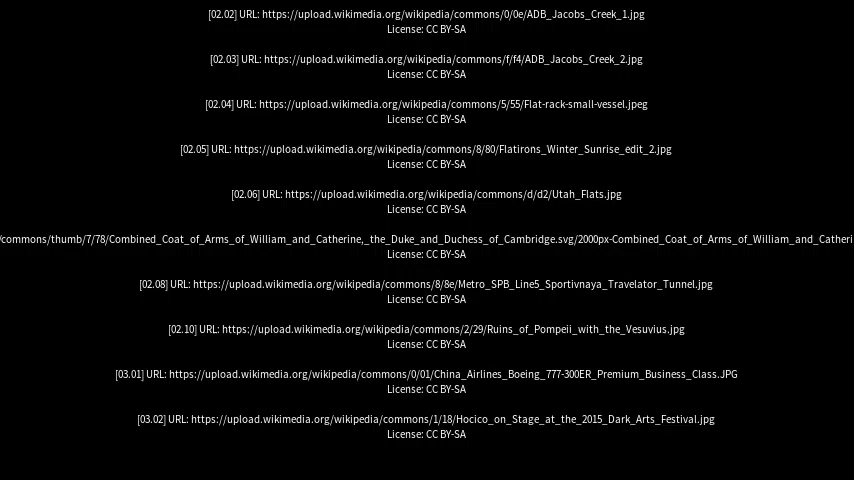 [02.02] URL: https://upload.wikimedia.org/wikipedia/commons/0/0e/ADB_Jacobs_Creek_1.jpg
License: CC BY-SA
[02.03] URL: https://upload.wikimedia.org/wikipedia/commons/f/f4/ADB_Jacobs_Creek_2.jpg
License: CC BY-SA
[02.04] URL: https://upload.wikimedia.org/wikipedia/commons/5/55/Flat-rack-small-vessel.jpeg
License: CC BY-SA
[02.05] URL: https://upload.wikimedia.org/wikipedia/commons/8/80/Flatirons_Winter_Sunrise_edit_2.jpg
License: CC BY-SA
[02.06] URL: https://upload.wikimedia.org/wikipedia/commons/d/d2/Utah_Flats.jpg
License: CC BY-SA
/commons/thumb/7/78/Combined_Coat_of_Arms_of_William_and_Catherine,_the_Duke_and_Duchess_of_Cambridge.svg/2000px-Combined_Coat_of_Arms_of_William_and_Catheri
License: CC BY-SA
[02.08] URL: https://upload.wikimedia.org/wikipedia/commons/8/8e/Metro_SPB_Line5_Sportivnaya_Travelator_Tunnel.jpg
License: CC BY-SA
[02.10] URL: https://upload.wikimedia.org/wikipedia/commons/2/29/Ruins_of_Pompeii_with_the_Vesuvius.jpg
License: CC BY-SA
[03.01] URL: https://upload.wikimedia.org/wikipedia/commons/0/01/China_Airlines_Boeing_777-300ER_Premium_Business_Class.JPG
License: CC BY-SA
[03.02] URL: https://upload.wikimedia.org/wikipedia/commons/1/18/Hocico_on_Stage_at_the_2015_Dark_Arts_Festival.jpg
License: CC BY-SA